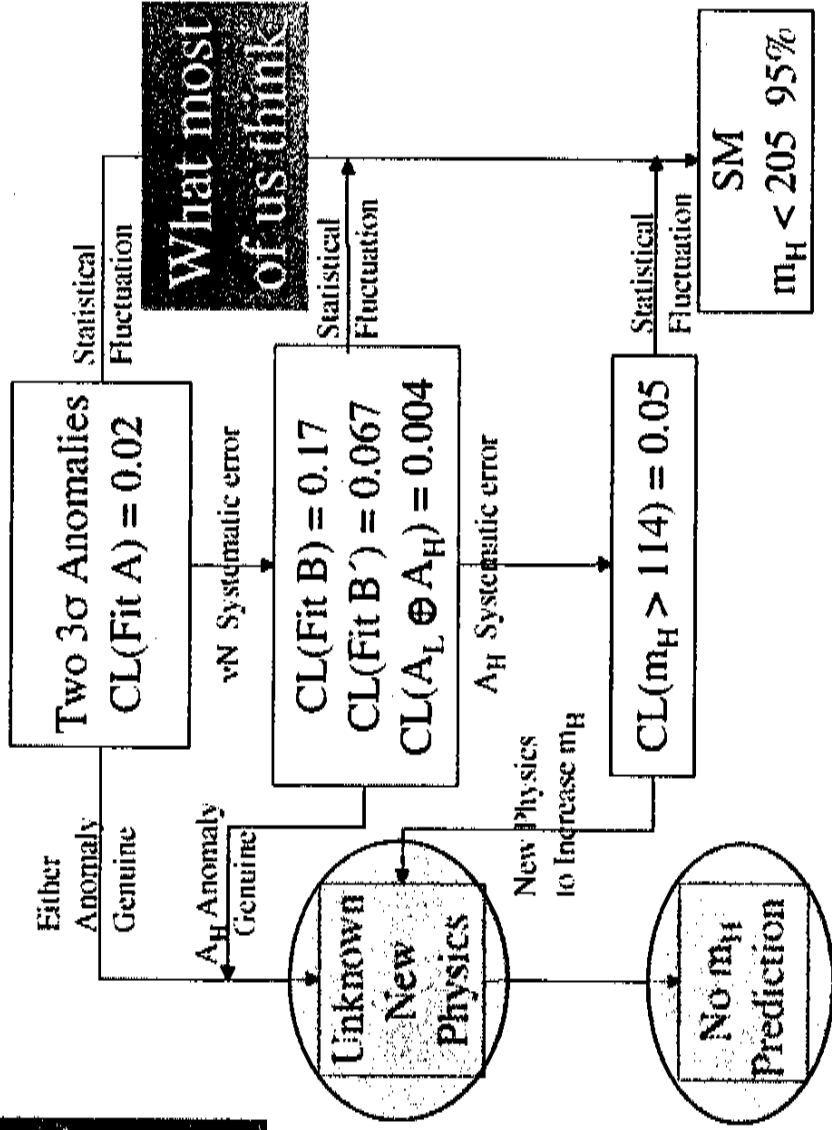 What most
of us think
Two 3σ Anomalies
CL(Fit A) = 0.02
Either
Anomaly
Genuine
Statistical
Fluctuation
νN Systematic error
CL(Fit B) = 0.17
CL(Fit B´) = 0.067
CL(A_L ⊕ A_H) = 0.004
A_H Anomaly
Genuine
Statistical
Fluctuation
A_H Systematic error
Unknown
New
Physics
New Physics
to Increase m_H
CL(m_H > 114) = 0.05
Statistical
Fluctuation
No m_H
Prediction
SM
m_H < 205 95%